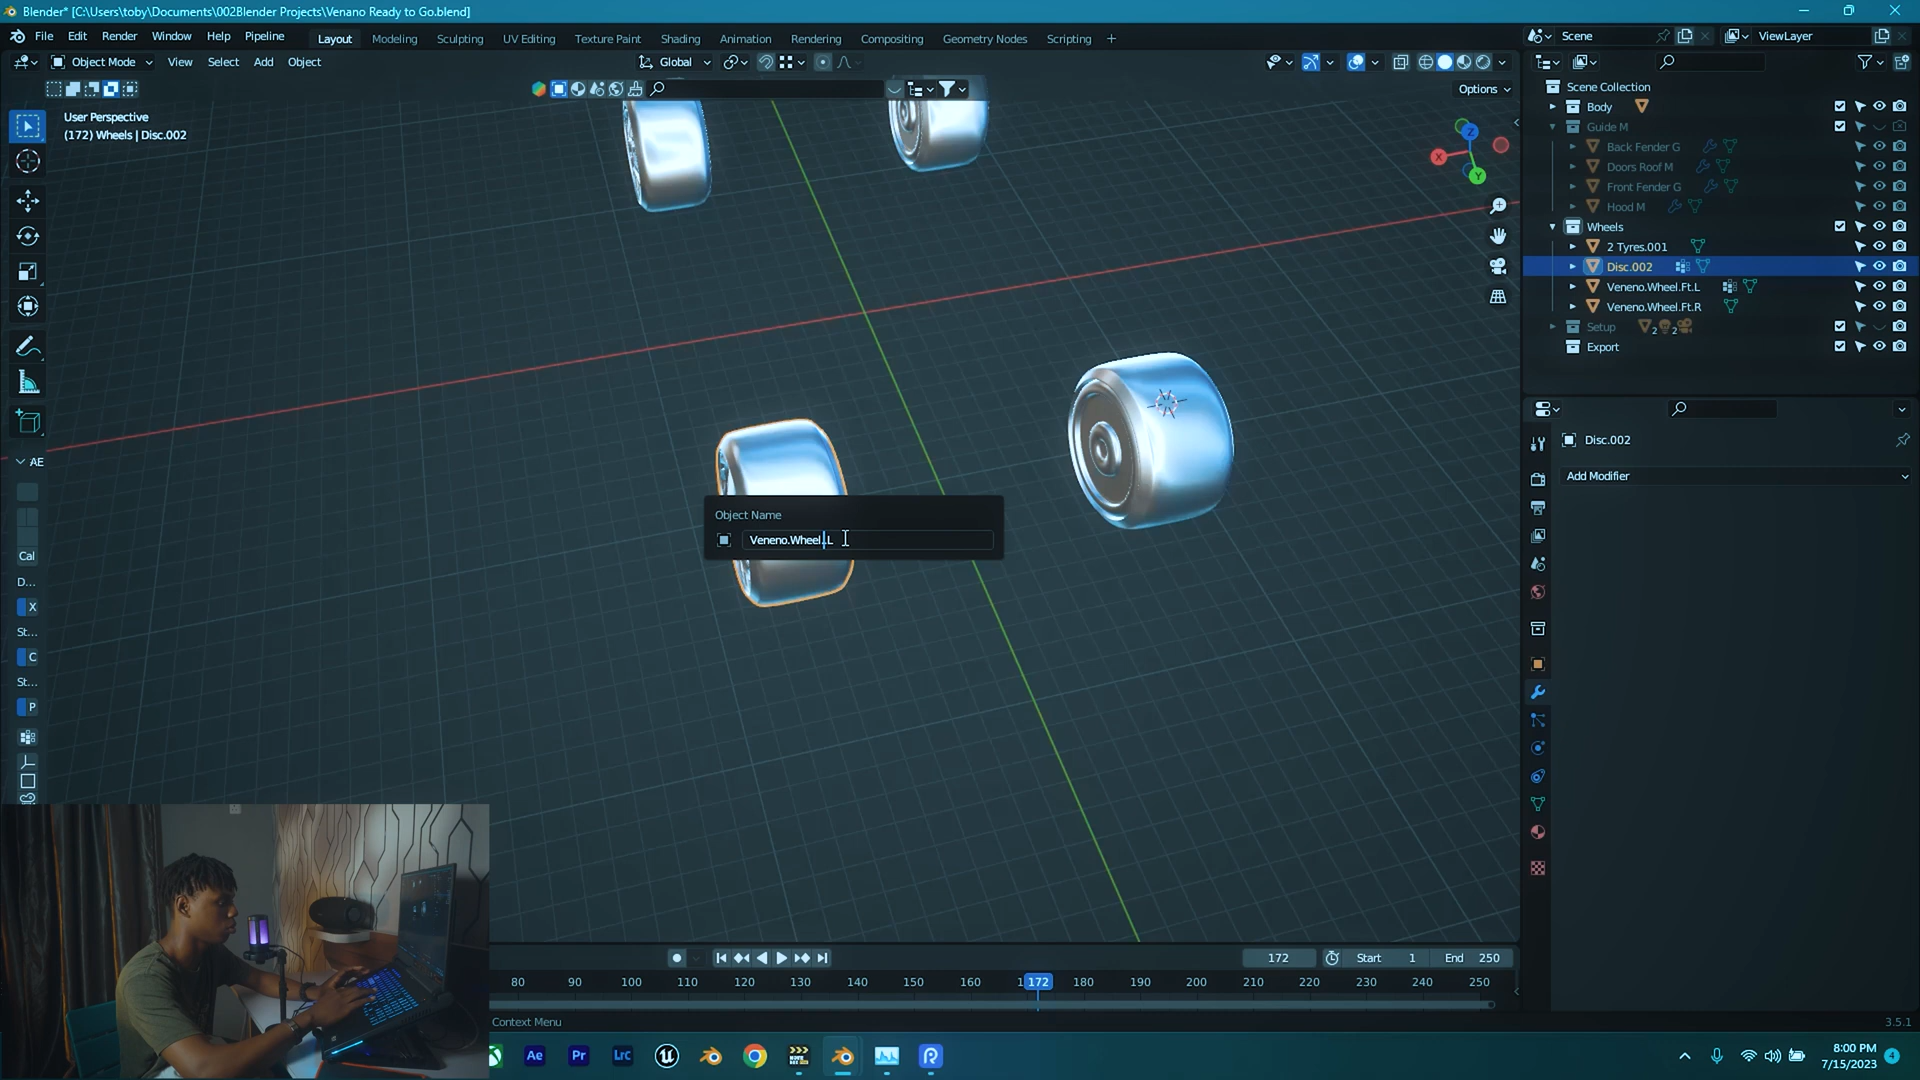 Blender* [C:\Users\toby\Documents\002Blender Projects\Venano Ready to Go.blend]
File Edit Render Window Help Pipeline Layout Modeling Sculpting UV Editing Texture Paint Shading Animation Rendering Compositing Geometry Nodes Scripting + Scene ViewLayer
Object Mode View Select Add Object Global
Options
User Perspective
(172) Wheels | Disc.002
Scene Collection
Body
Guide M
Back Fender G
Doors Roof M
Front Fender G
Hood M
Wheels
2 Tyres.001
Disc.002
Veneno.Wheel.Ft.L
Veneno.Wheel.Ft.R
Setup 2 2
Export
X
Y
Z
Disc.002
Add Modifier
AE
Cal
D...
X
St...
C
St...
P
Object Name
Veneno.Wheel.L
172 Start 1 End 250
80 90 100 110 120 130 140 150 160 172 180 190 200 210 220 230 240 250
Context Menu
3.5.1
Ae Pr Lrc
8:00 PM
7/15/2023
4